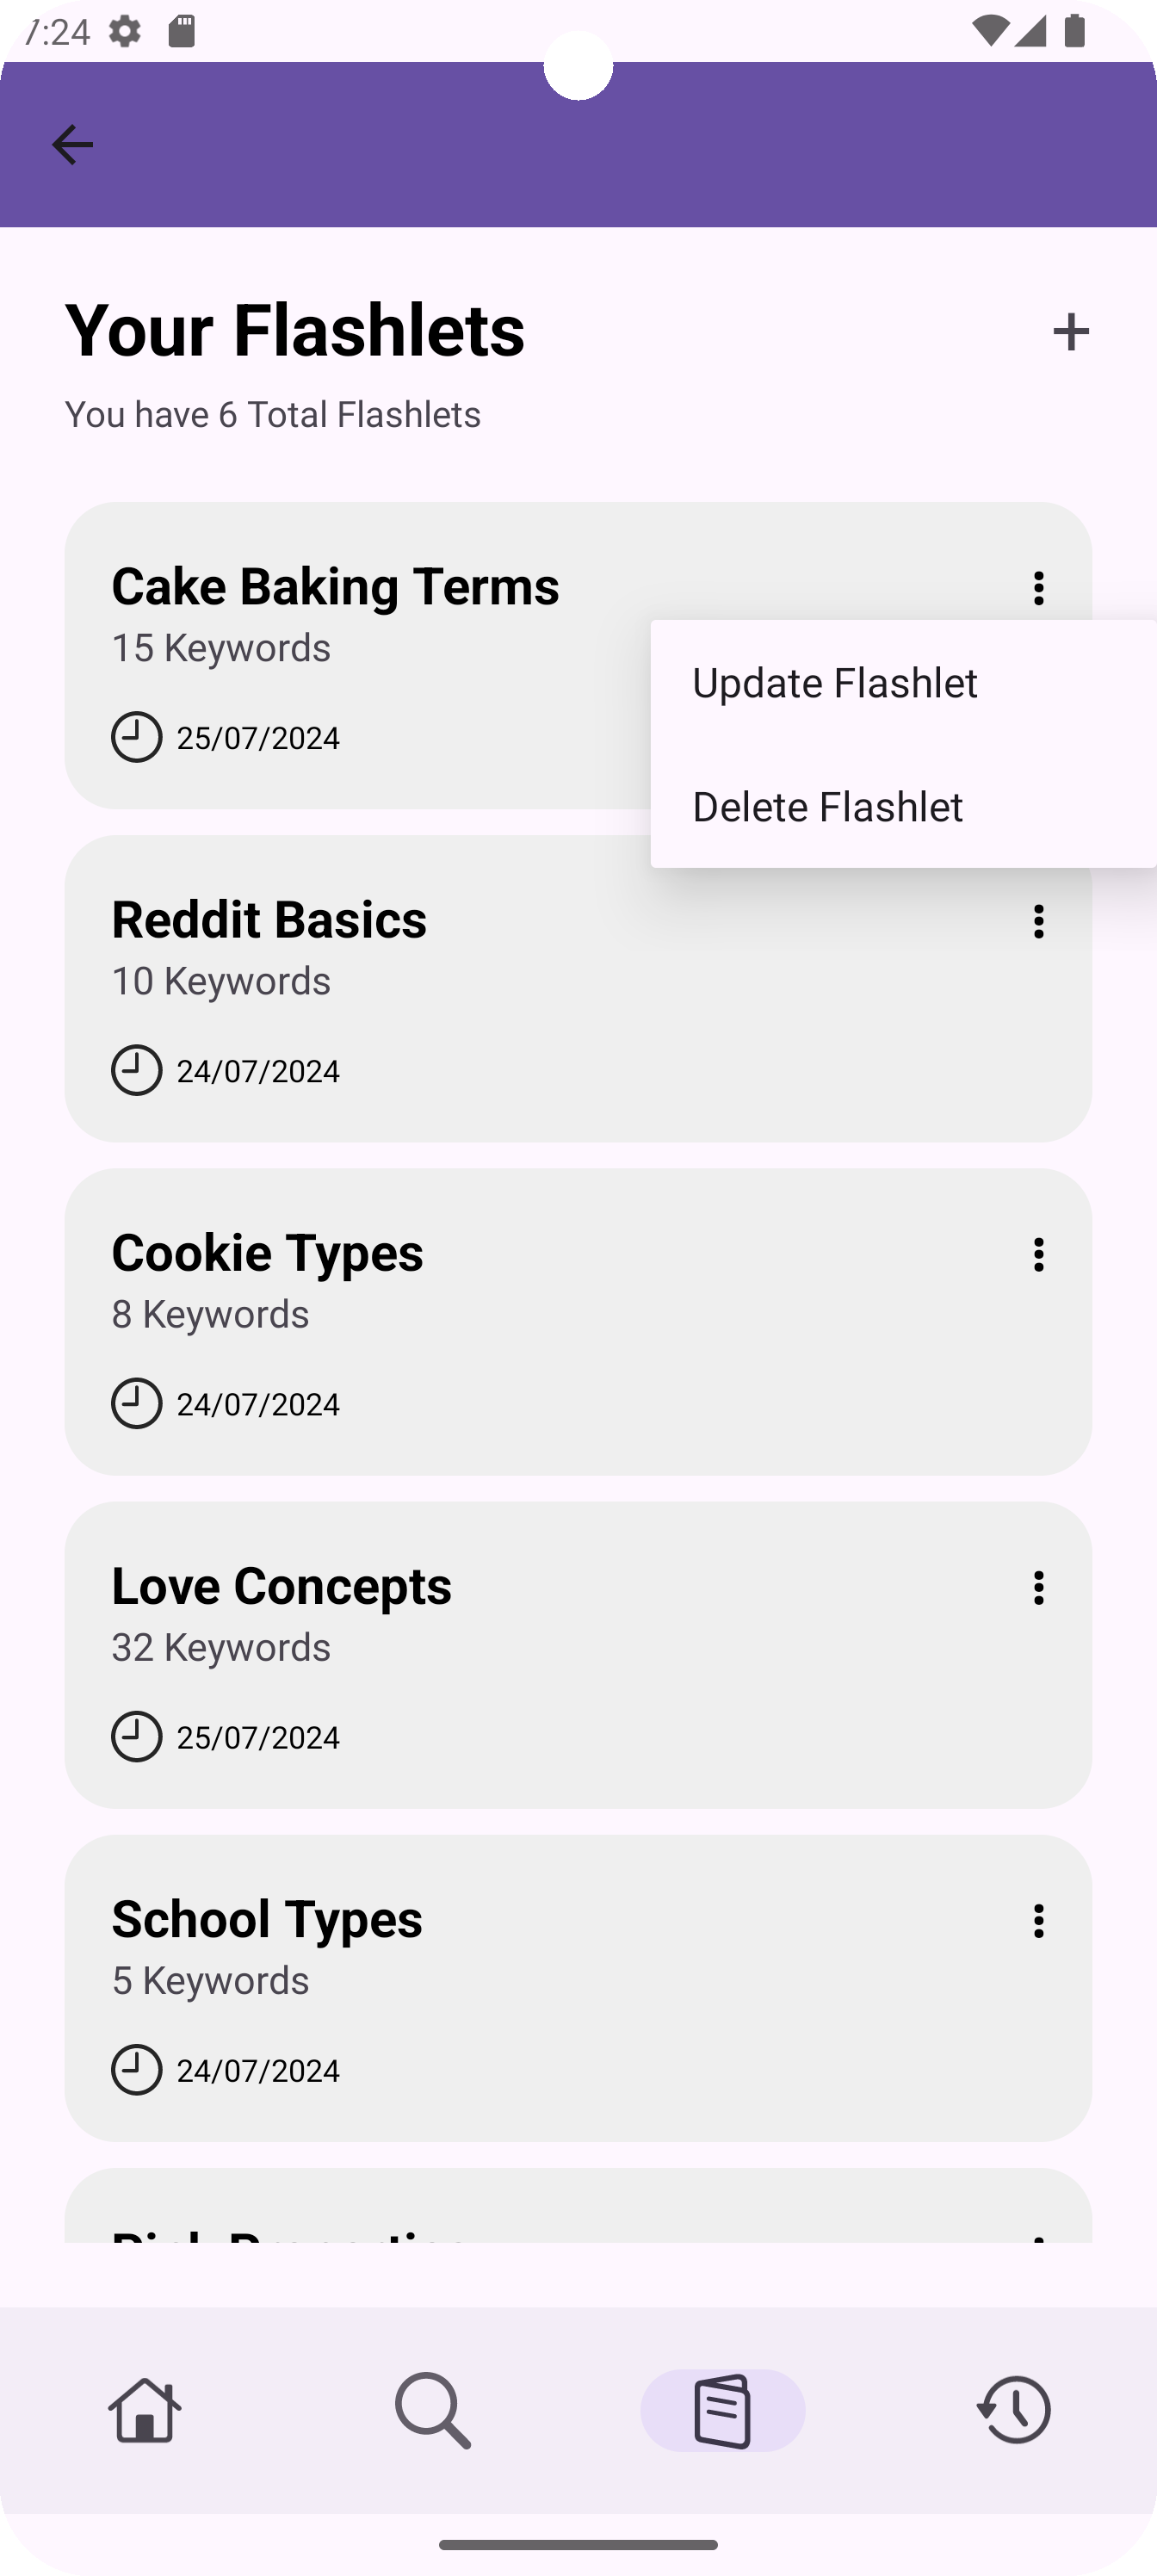 :24
Your Flashlets
You have 6 Total Flashlets
Cake Baking Terms
15 Keywords
Update Flashlet
25/07/2024
Delete Flashlet
Reddit Basics
10 Keywords
24/07/2024
Cookie Types
8 Keywords
24/07/2024
Love Concepts
32 Keywords
25/07/2024
School Types
5 Keywords
24/07/2024